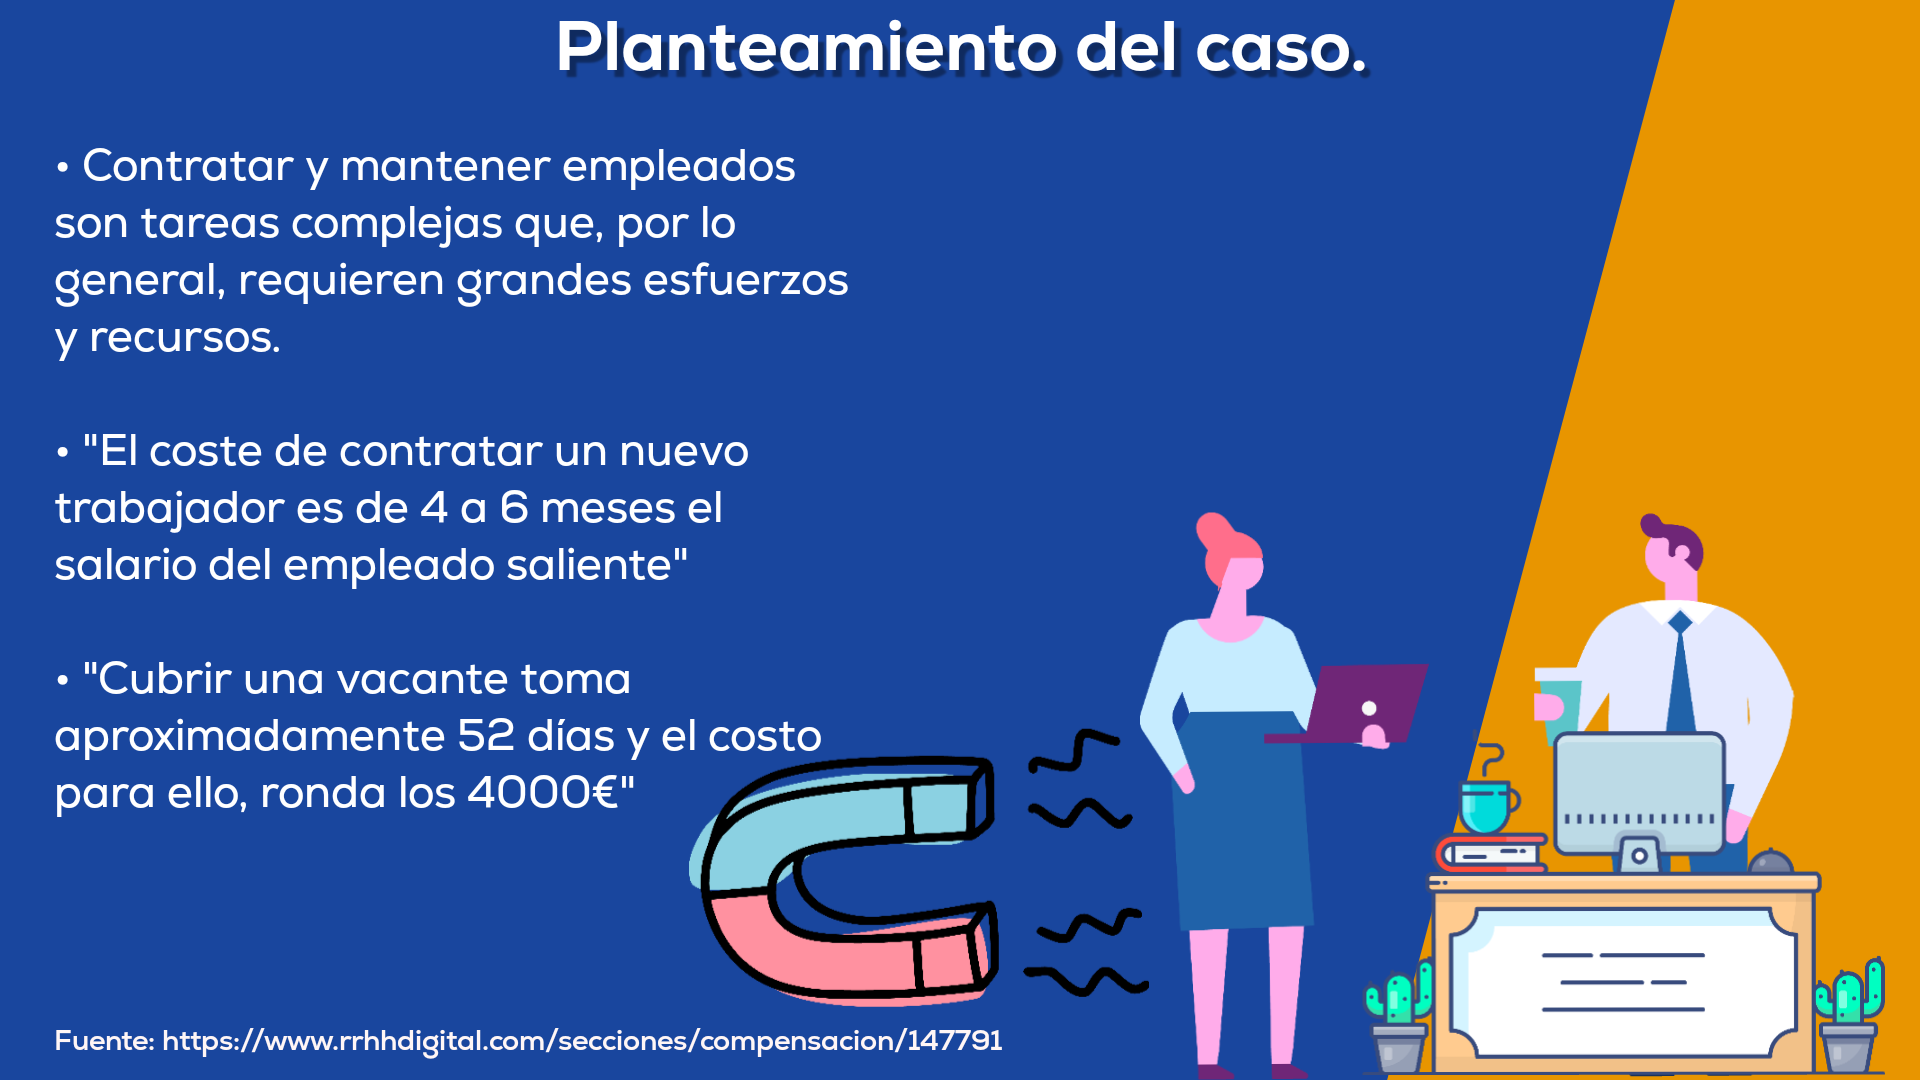 Planteamiento del caso.
• Contratar y mantener empleados
son tareas complejas que, por lo
general, requieren grandes esfuerzos
y recursos.
• "El coste de contratar un nuevo
trabajador es de 4 a 6 meses el
salario del empleado saliente"
• "Cubrir una vacante toma
aproximadamente 52 días y el costo
para ello, ronda los 4000€"
Fuente: https://www.rrhhdigital.com/secciones/compensacion/147791